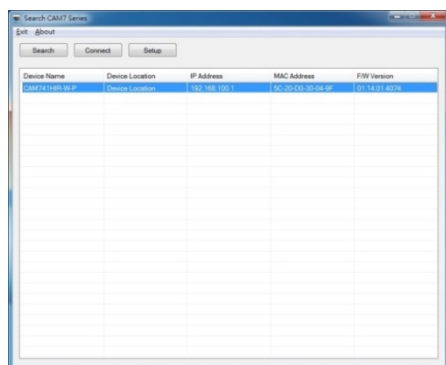 Search CAM7 Series
Exit About
Search Connect Setup
Device Name Device Location IP Address MAC Address F/W Version
CAM741HIR-W-P Device Location 192.168.100.1 5C-20-D0-30-04-9F 01.14.01.4074